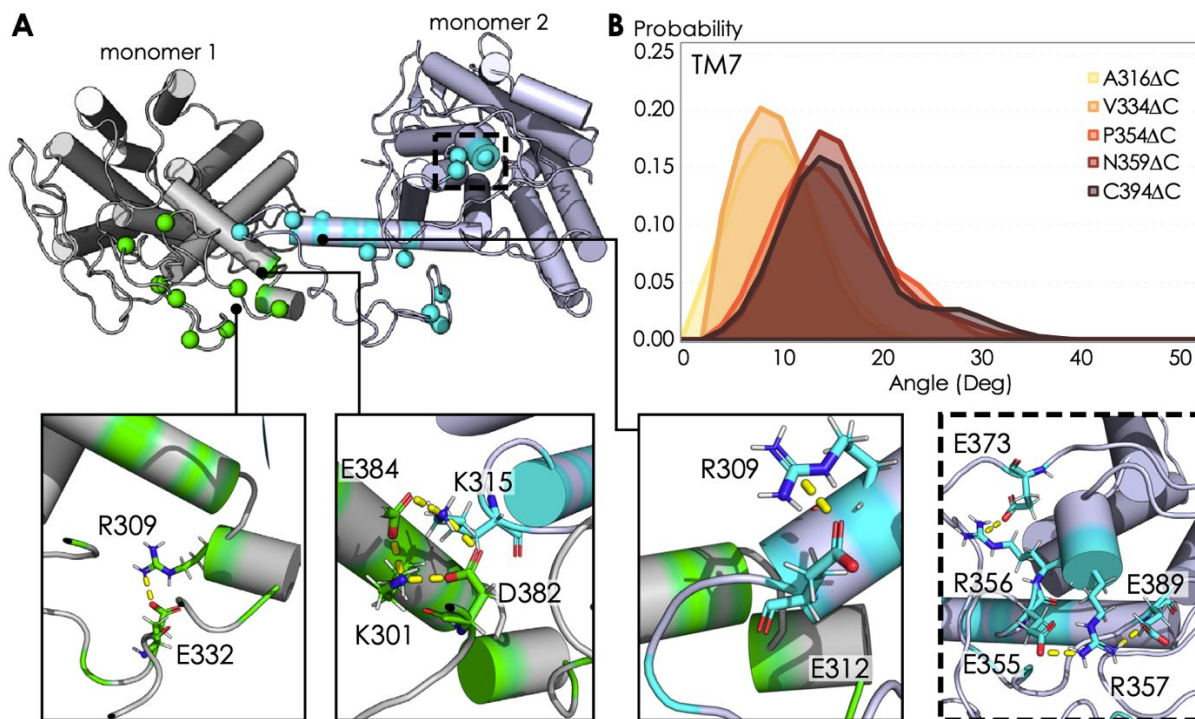 A
monomer 1
monomer 2
B
Probability
TM7
0.25
0.20
0.15
0.10
0.05
0.00
A316ΔC
V334ΔC
P354ΔC
N359ΔC
C394ΔC
0 10 20 30 40 50
Angle (Deg)
R309
E332
E384
K315
D382
K301
R309
E312
E373
R356
E389
E355
R357